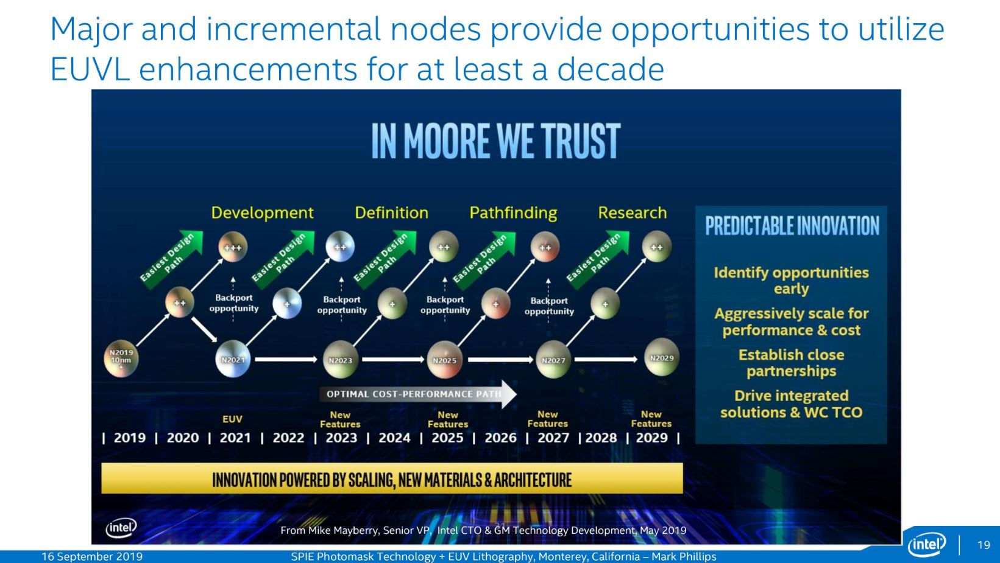 Major and incremental nodes provide opportunities to utilize
EUVL enhancements for at least a decade
IN MOORE WE TRUST
Development
Definition
Pathfinding
Research
Easiest Design
Path
+++
Easiest Design
Path
++
Easiest Design
Path
++
Easiest Design
Path
++
Easiest Design
Path
++
++
Backport
opportunity
+
Backport
opportunity
+
Backport
opportunity
+
Backport
opportunity
+
N2019
10nm
+
N2021
N2023
N2025
N2027
N2029
OPTIMAL COST-PERFORMANCE PATH
EUV
New
Features
New
Features
New
Features
New
Features
| 2019 | 2020 | 2021 | 2022 | 2023 | 2024 | 2025 | 2026 | 2027 | 2028 | 2029 |
PREDICTABLE INNOVATION
Identify opportunities
early
Aggressively scale for
performance & cost
Establish close
partnerships
Drive integrated
solutions & WC TCO
INNOVATION POWERED BY SCALING, NEW MATERIALS & ARCHITECTURE
intel
From Mike Mayberry, Senior VP, Intel CTO & GM Technology Development, May 2019
16 September 2019
SPIE Photomask Technology + EUV Lithography, Monterey, California – Mark Phillips
intel
19